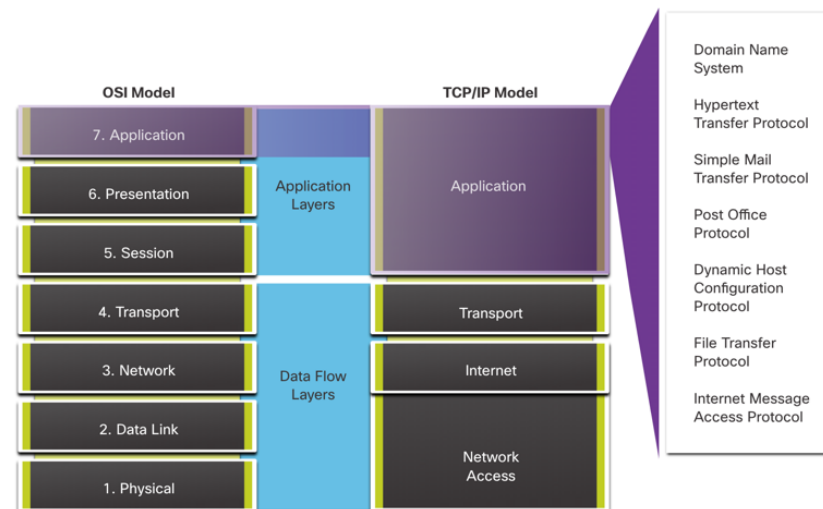 OSI Model
TCP/IP Model
7. Application
6. Presentation
5. Session
4. Transport
3. Network
2. Data Link
1. Physical
Application
Layers
Data Flow
Layers
Application
Transport
Internet
Network
Access
Domain Name
System
Hypertext
Transfer Protocol
Simple Mail
Transfer Protocol
Post Office
Protocol
Dynamic Host
Configuration
Protocol
File Transfer
Protocol
Internet Message
Access Protocol